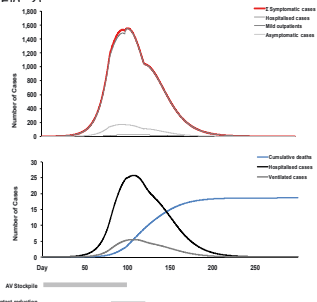 Σ Symptomatic cases
Hospitalised cases
Mild outpatients
Asymptomatic cases
Number of Cases
1,800
1,600
1,400
1,200
1,000
800
600
400
200
0
Cumulative deaths
Hospitalised cases
Ventilated cases
Number of Cases
30
25
20
15
10
5
0
Day 50 100 150 200 250
AV Stockpile